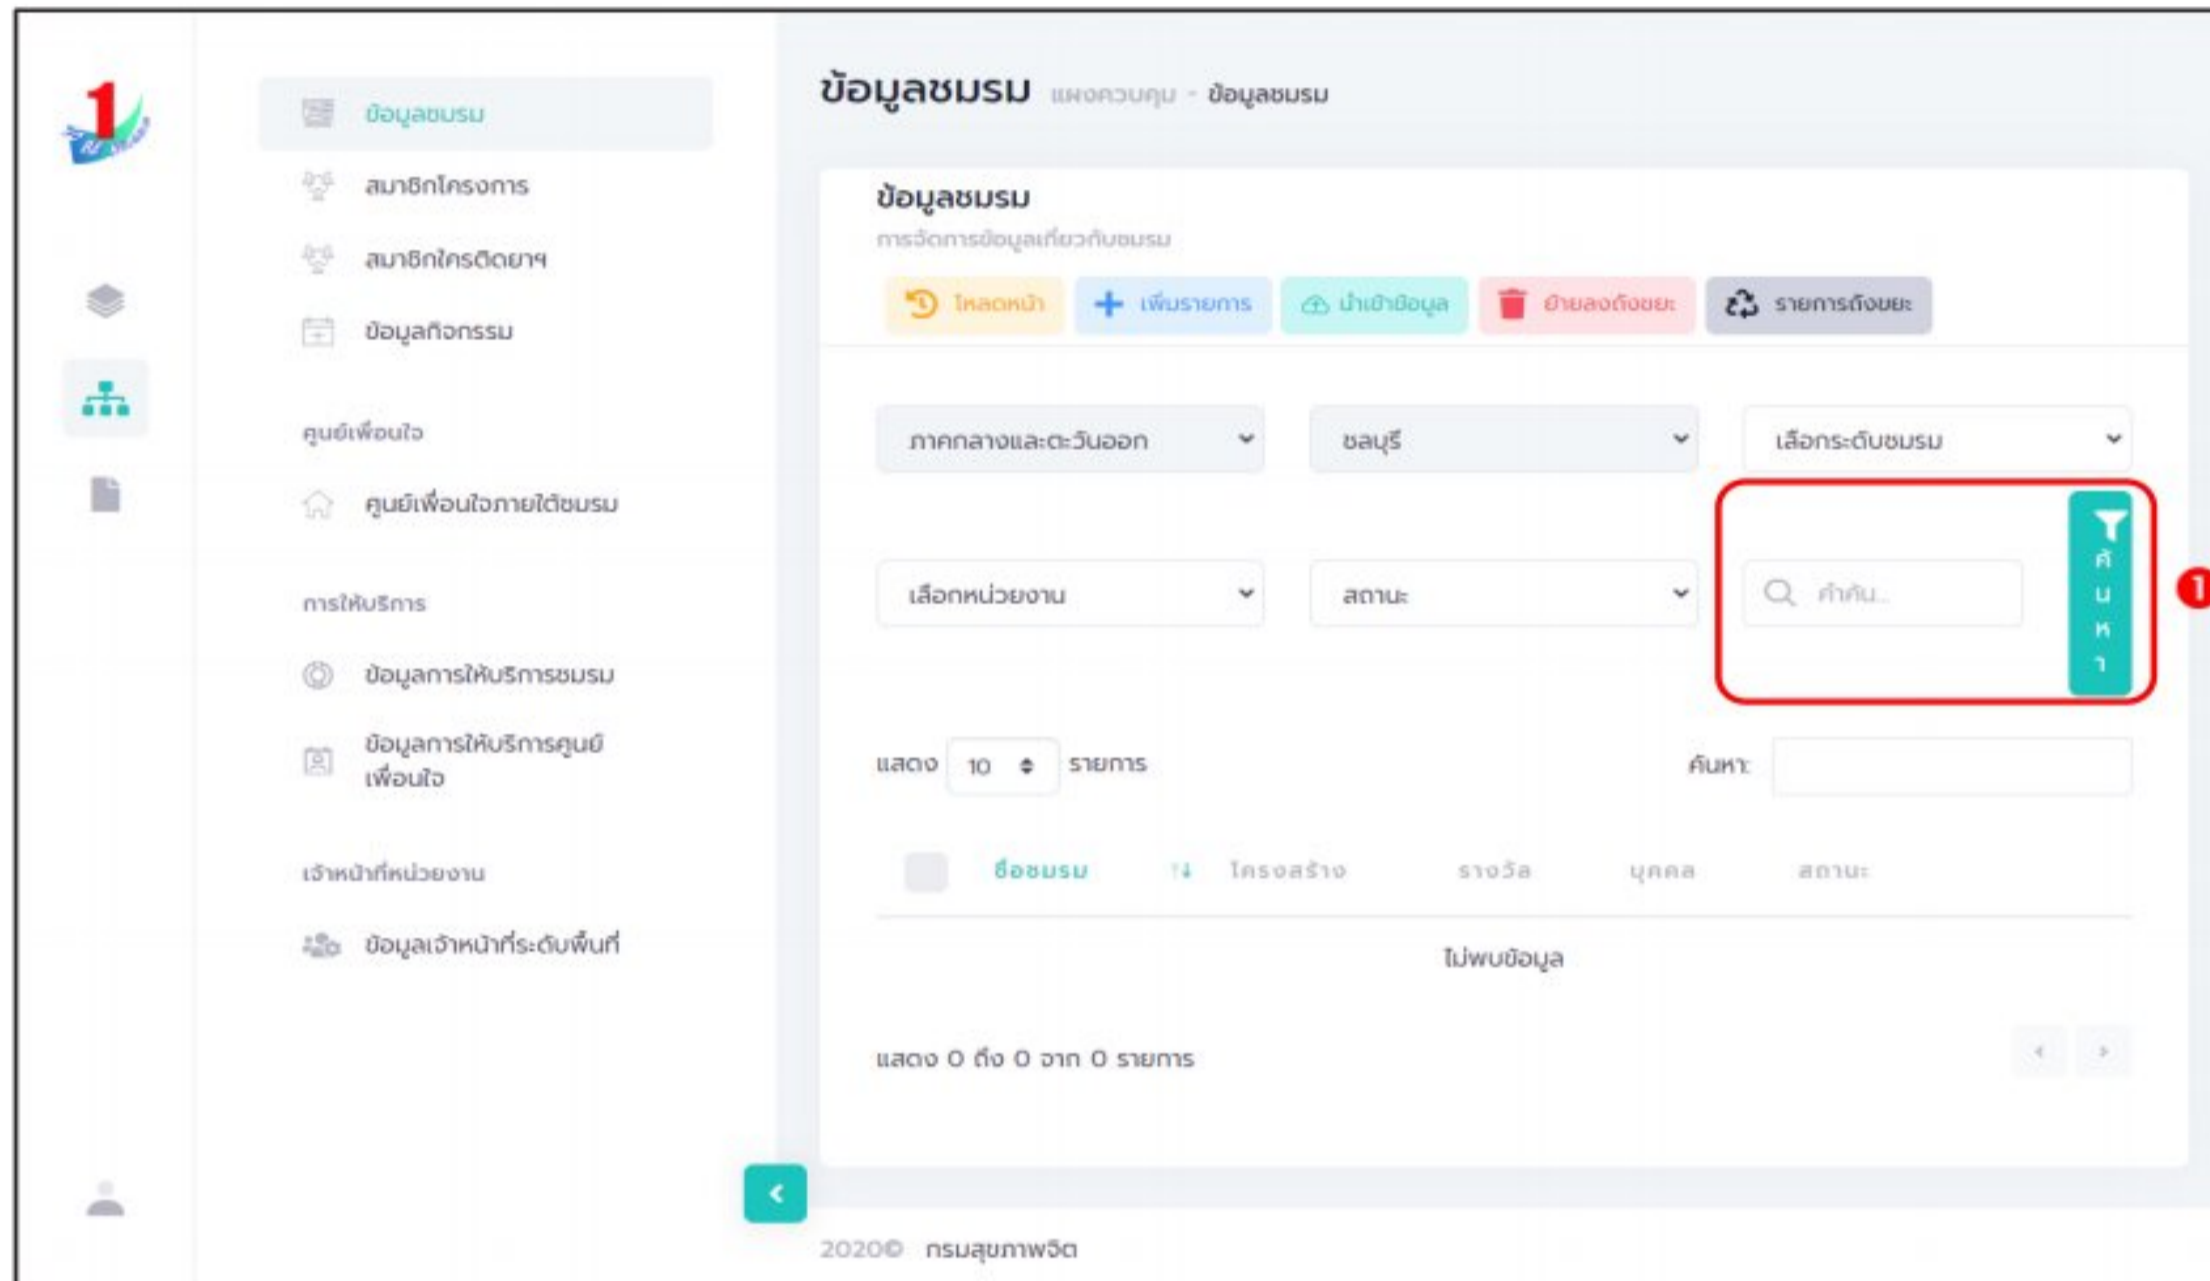 1
ข้อมูลชมรม
สมาชิกโครงการ
สมาชิกใครติดยาฯ
ข้อมูลกิจกรรม
ศูนย์เพื่อนใจ
ศูนย์เพื่อนใจภายใต้ชมรม
การให้บริการ
ข้อมูลการให้บริการชมรม
ข้อมูลการให้บริการศูนย์
เพื่อนใจ
เจ้าหน้าที่หน่วยงาน
ข้อมูลเจ้าหน้าที่ระดับพื้นที่
ข้อมูลชมรม แผงควบคุม - ข้อมูลชมรม
ข้อมูลชมรม
การจัดการข้อมูลเกี่ยวกับชมรม
โหลดหน้า เพิ่มรายการ นำเข้าข้อมูล ย้ายลงถังขยะ รายการถังขยะ
ภาคกลางและตะวันออก ชลบุรี เลือกระดับชมรม
เลือกหน่วยงาน สถานะ คำค้น... ค้นหา 1
แสดง 10 รายการ ค้นหา:
ชื่อชมรม โครงสร้าง รางวัล บุคคล สถานะ
ไม่พบข้อมูล
แสดง 0 ถึง 0 จาก 0 รายการ
2020© กรมสุขภาพจิต